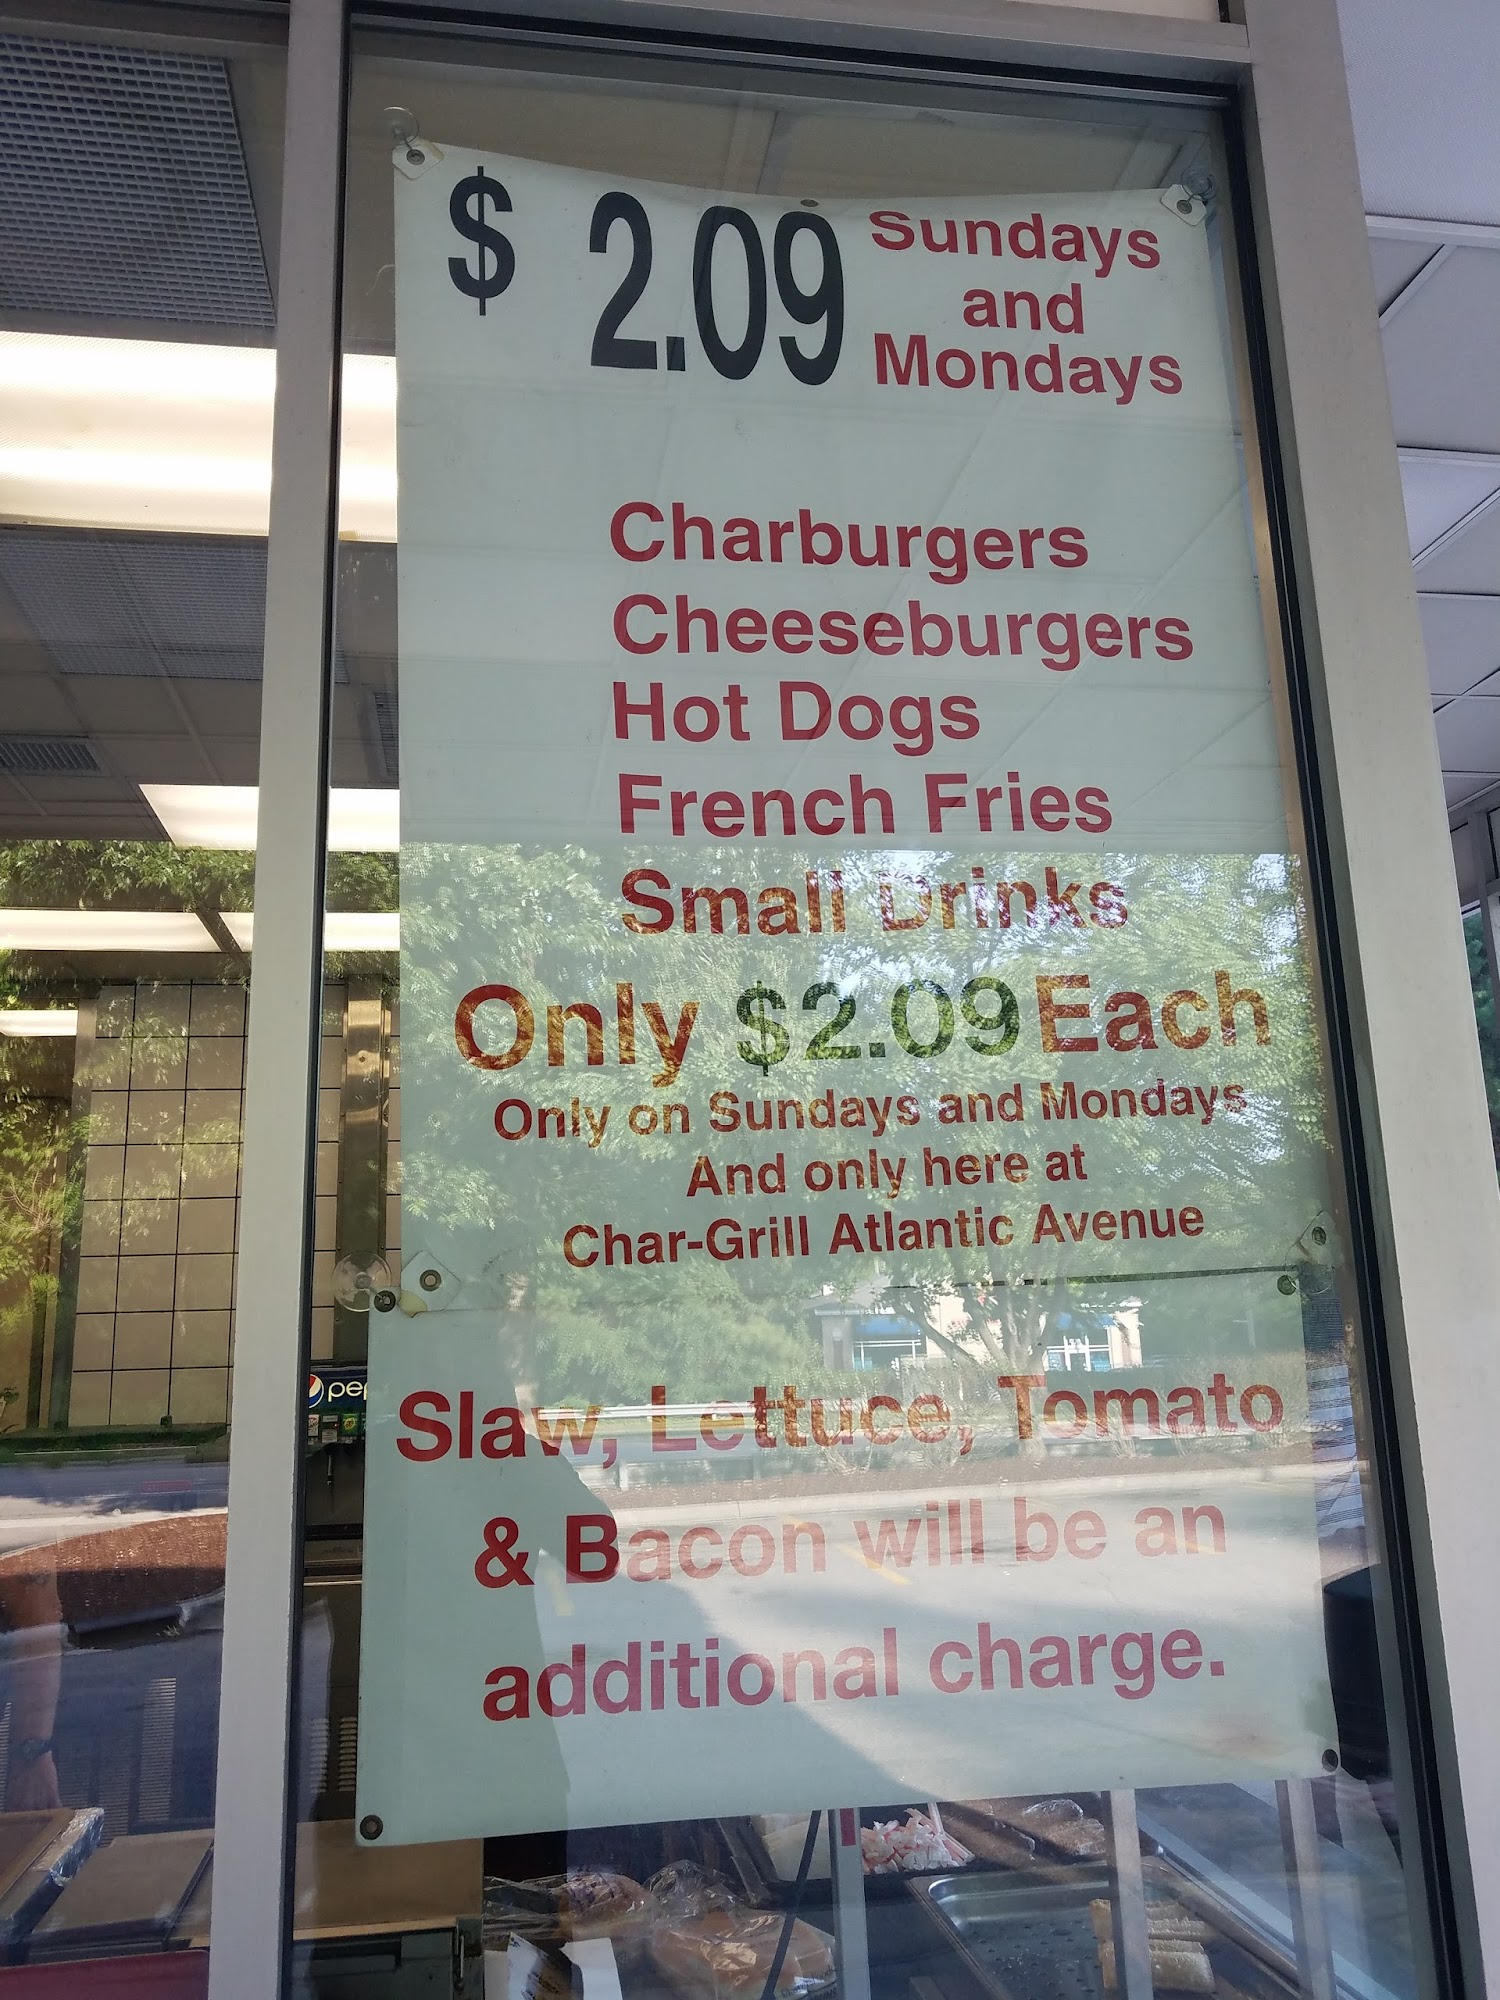 $ 2.09 Sundays
and
Mondays
Charburgers
Cheeseburgers
Hot Dogs
French Fries
Small Drinks
Only $2.09 Each
Only on Sundays and Mondays
And only here at
Char-Grill Atlantic Avenue
Slaw, Lettuce, Tomato
& Bacon will be an
additional charge.